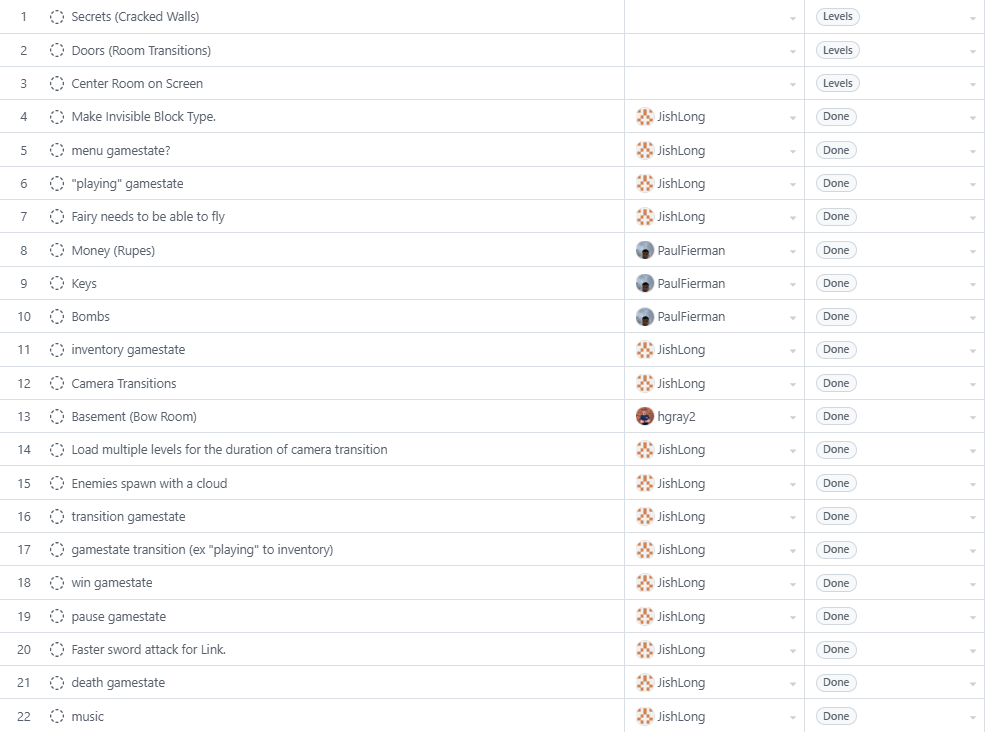 1 Secrets (Cracked Walls) Levels
2 Doors (Room Transitions) Levels
3 Center Room on Screen Levels
4 Make Invisible Block Type. JishLong Done
5 menu gamestate? JishLong Done
6 "playing" gamestate JishLong Done
7 Fairy needs to be able to fly JishLong Done
8 Money (Rupes) PaulFierman Done
9 Keys PaulFierman Done
10 Bombs PaulFierman Done
11 inventory gamestate JishLong Done
12 Camera Transitions JishLong Done
13 Basement (Bow Room) hgray2 Done
14 Load multiple levels for the duration of camera transition JishLong Done
15 Enemies spawn with a cloud JishLong Done
16 transition gamestate JishLong Done
17 gamestate transition (ex "playing" to inventory) JishLong Done
18 win gamestate JishLong Done
19 pause gamestate JishLong Done
20 Faster sword attack for Link. JishLong Done
21 death gamestate JishLong Done
22 music JishLong Done